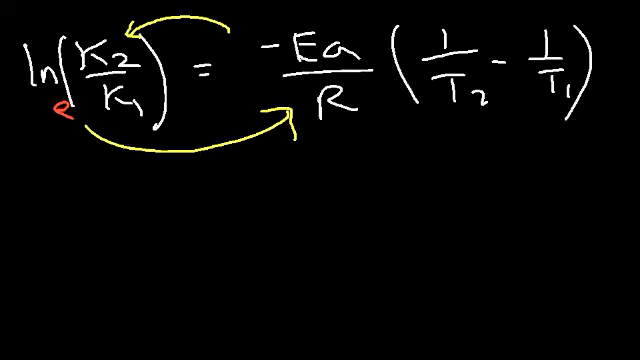 ln(K2/K1) = -Ea/R (1/T2 - 1/T1)
e